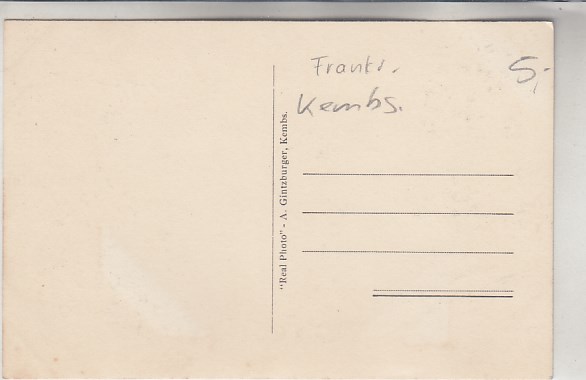 Frankr.
5,-
Kembs.
"Real Photo" - A. Gintzburger, Kembs.